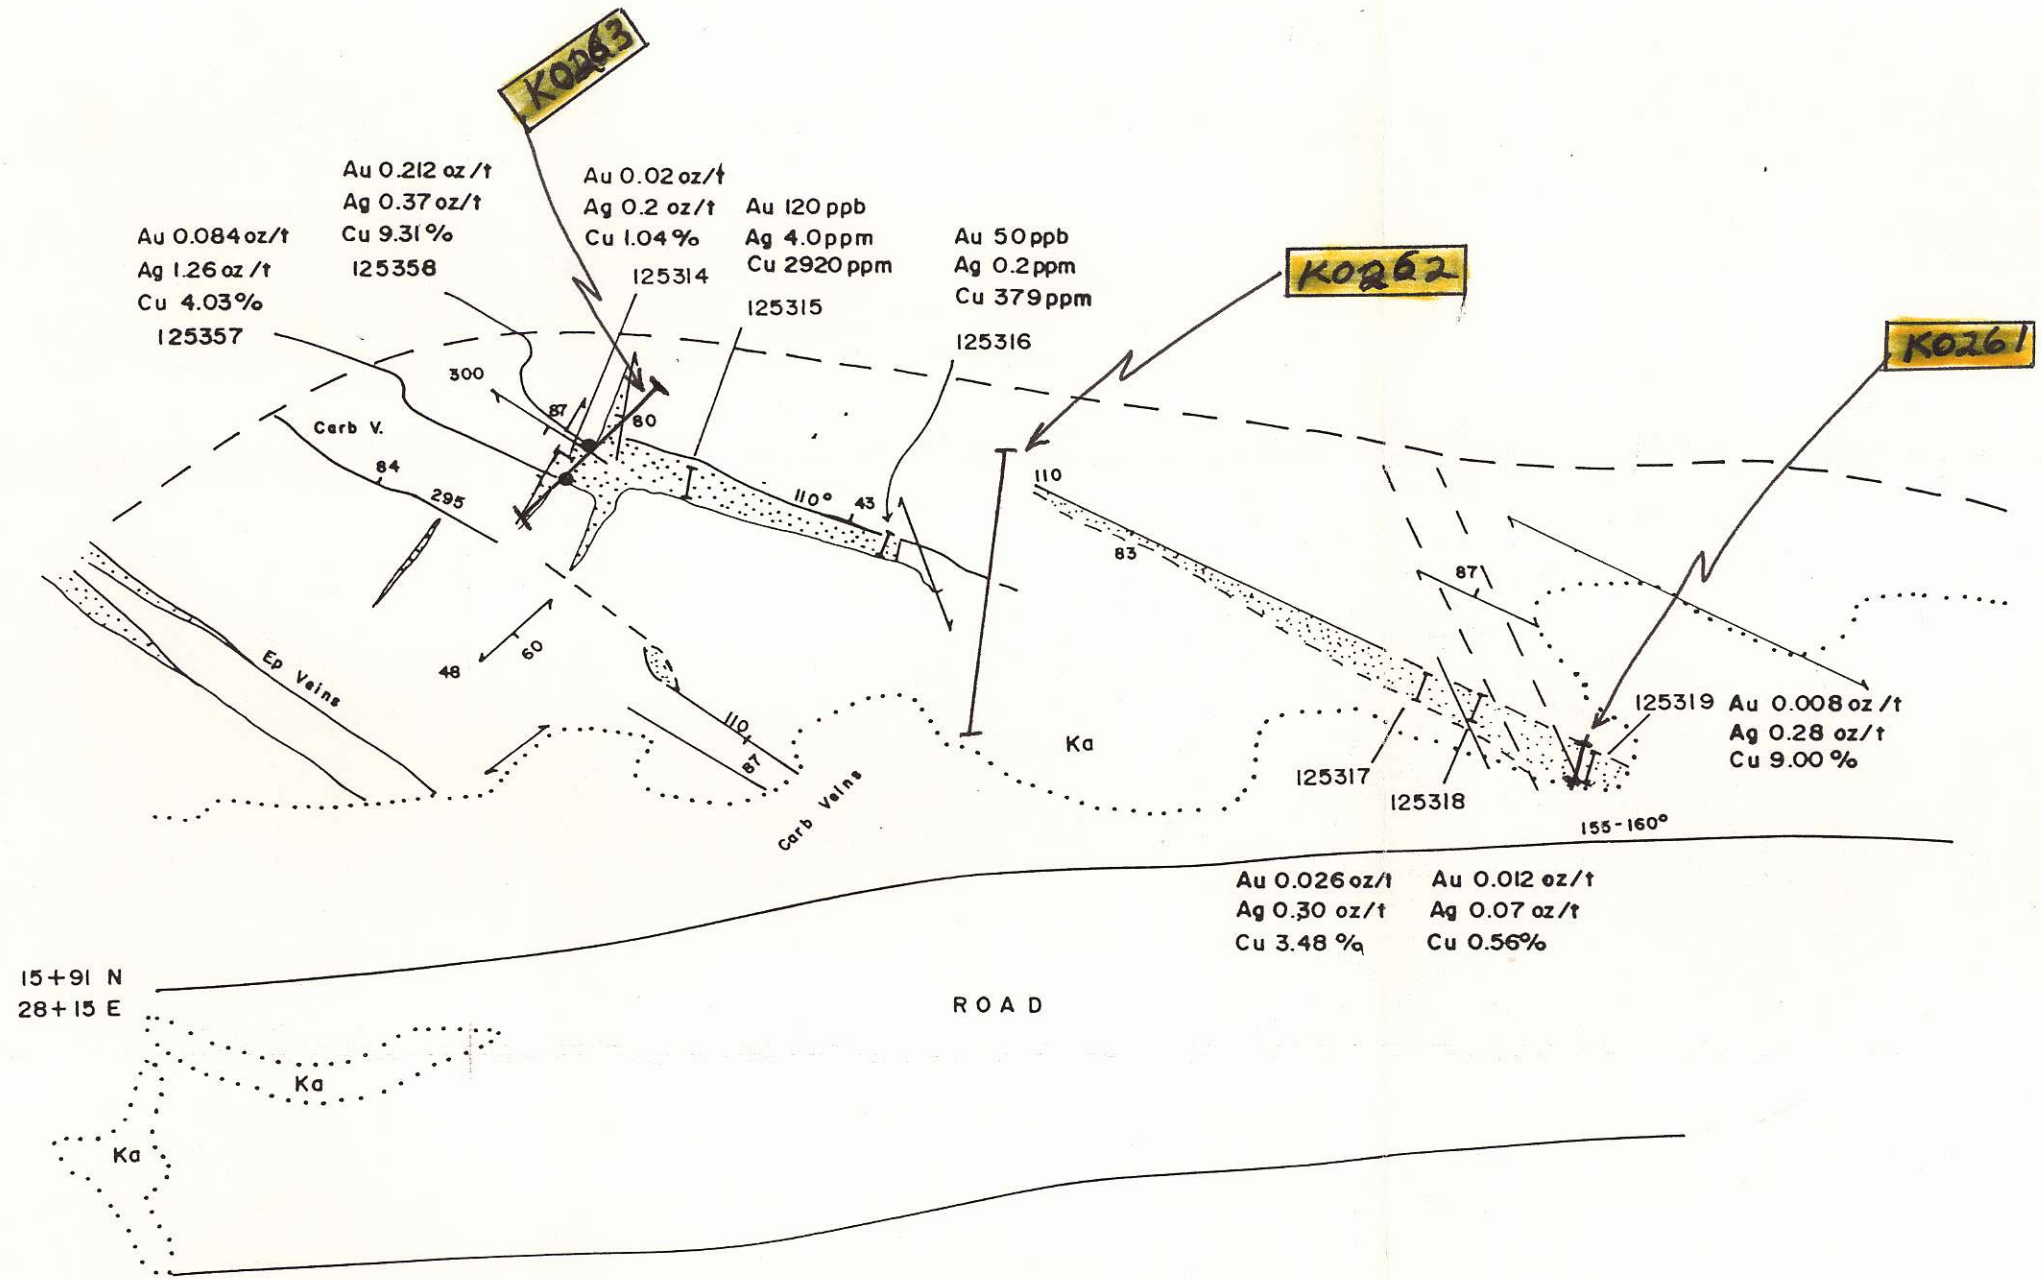 K0263
Au 0.212 oz/t
Ag 0.37 oz/t
Cu 9.31%
125358
Au 0.02 oz/t
Ag 0.2 oz/t
Cu 1.04%
125314
Au 120 ppb
Ag 4.0 ppm
Cu 2920 ppm
125315
Au 0.084 oz/t
Ag 1.26 oz/t
Cu 4.03%
125357
Au 50 ppb
Ag 0.2 ppm
Cu 379 ppm
125316
K0262
K0261
300
87
80
Carb V.
84
295
110°
43
110
83
87
48
60
Ep Veins
110
87
Carb Veins
Ka
125317
125318
125319
Au 0.008 oz/t
Ag 0.28 oz/t
Cu 9.00 %
155-160°
Au 0.026 oz/t
Ag 0.30 oz/t
Cu 3.48 %
Au 0.012 oz/t
Ag 0.07 oz/t
Cu 0.56%
15+91 N
28+15 E
ROAD
Ka
Ka